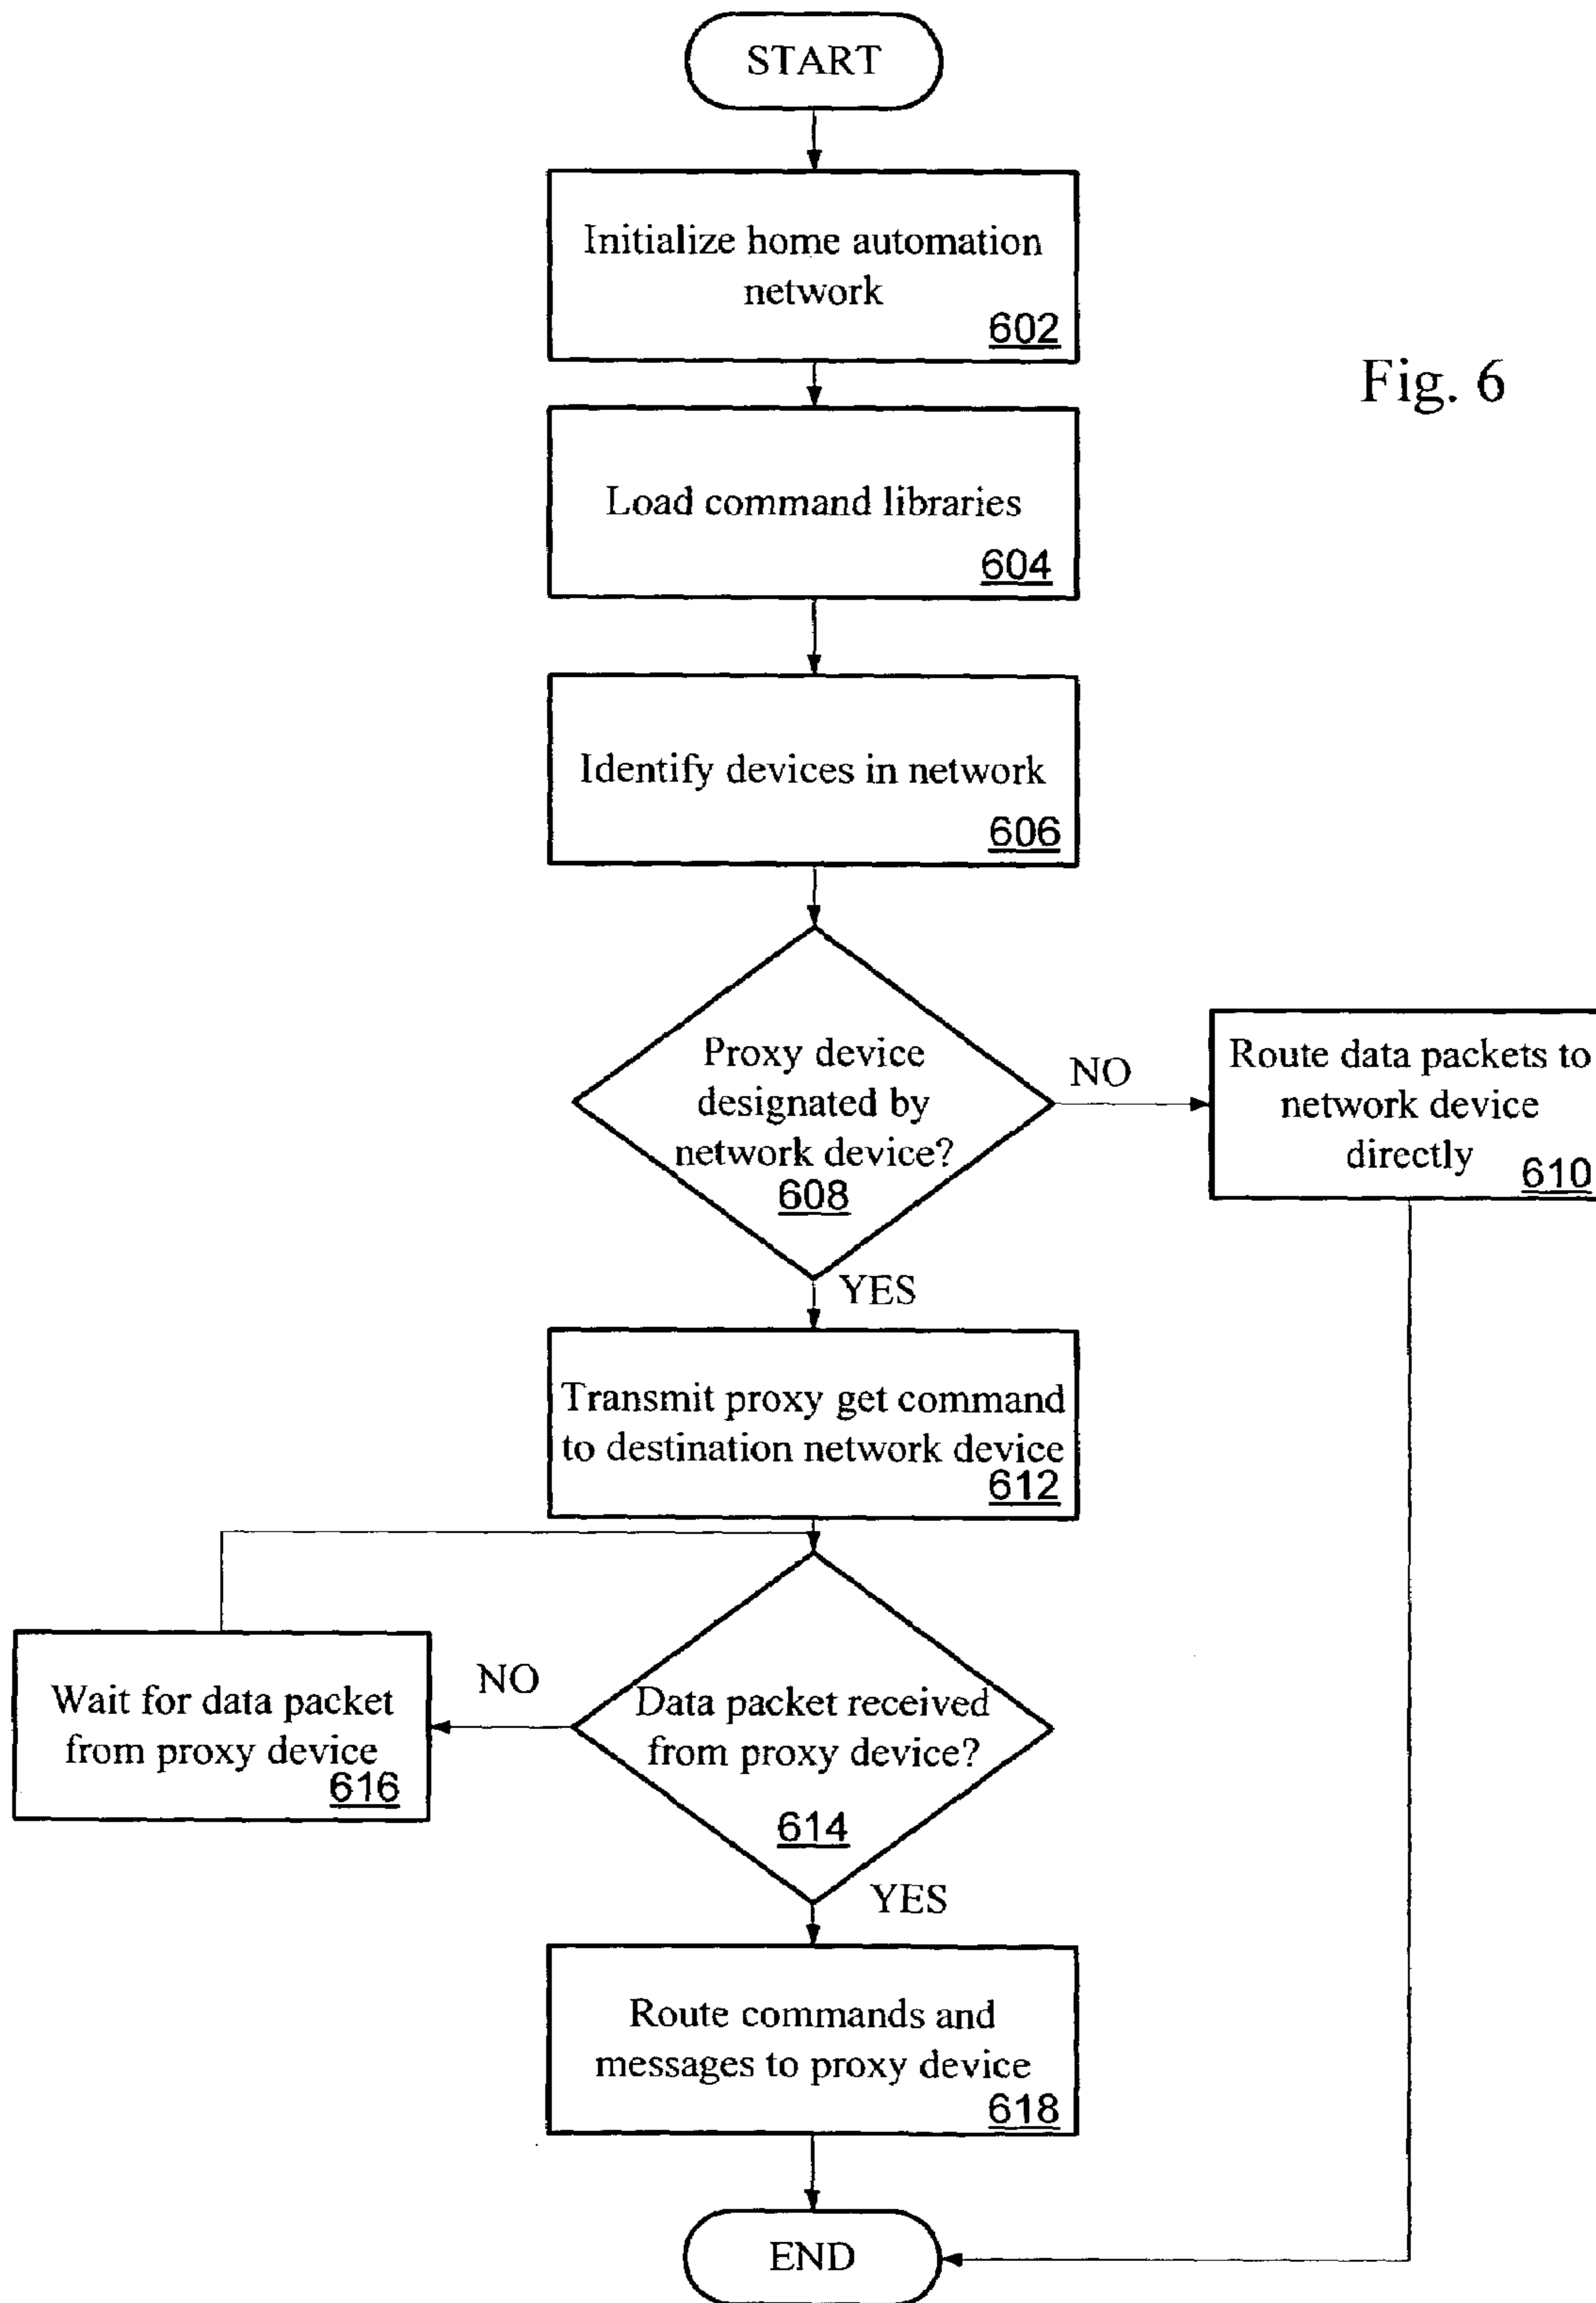 START
Initialize home automation
network
602
Fig. 6
Load command libraries
604
Identify devices in network
606
Proxy device
designated by
network device?
608
NO
Route data packets to
network device
directly
610
YES
Transmit proxy get command
to destination network device
612
Wait for data packet
from proxy device
616
NO
Data packet received
from proxy device?
614
YES
Route commands and
messages to proxy device
618
END